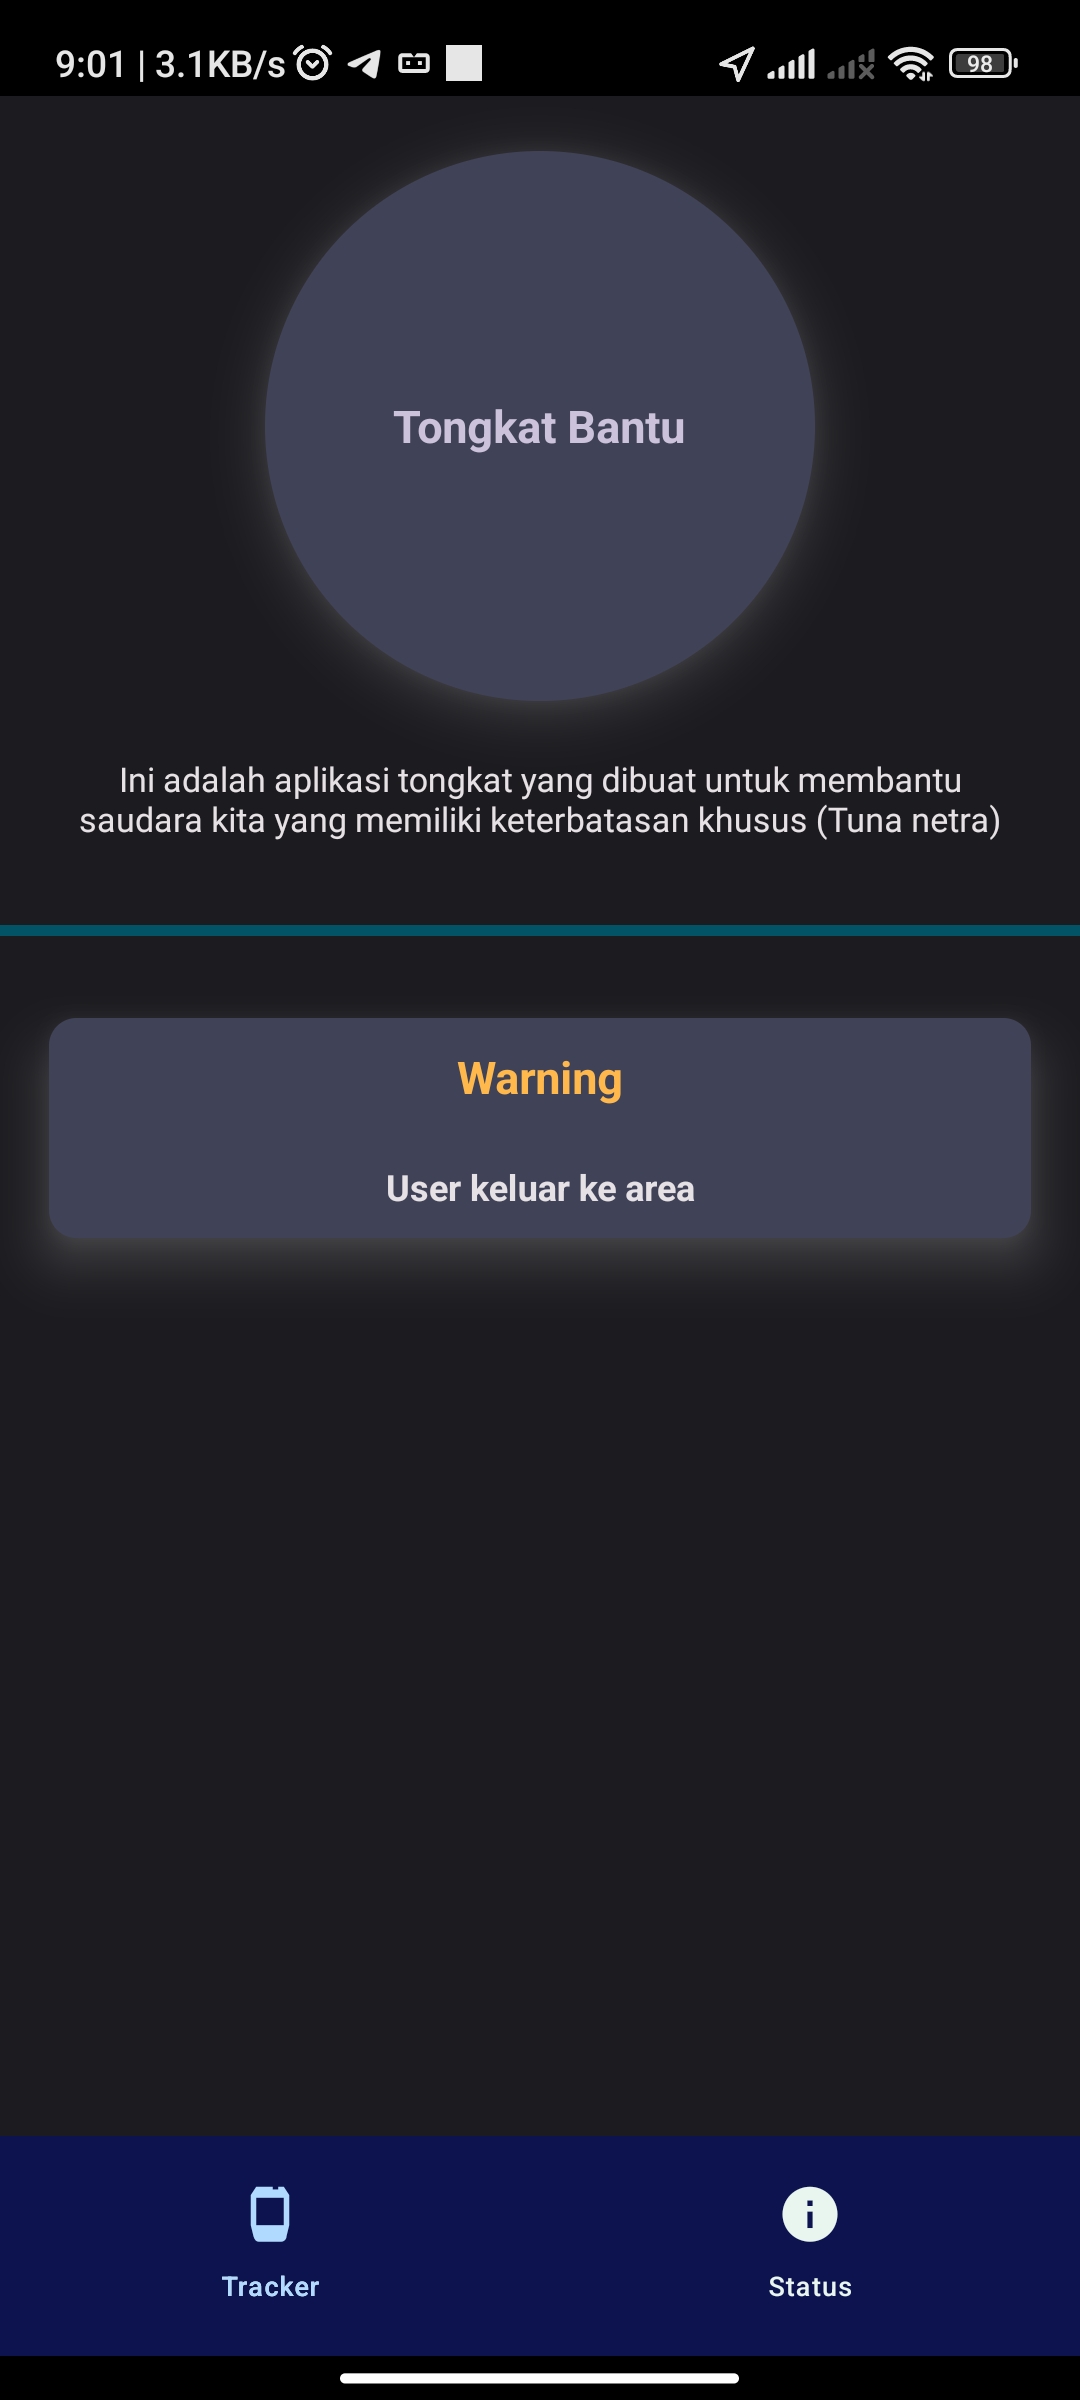 9:01 | 3.1KB/s
98
Tongkat Bantu
Ini adalah aplikasi tongkat yang dibuat untuk membantu
saudara kita yang memiliki keterbatasan khusus (Tuna netra)
Warning
User keluar ke area
Tracker
Status